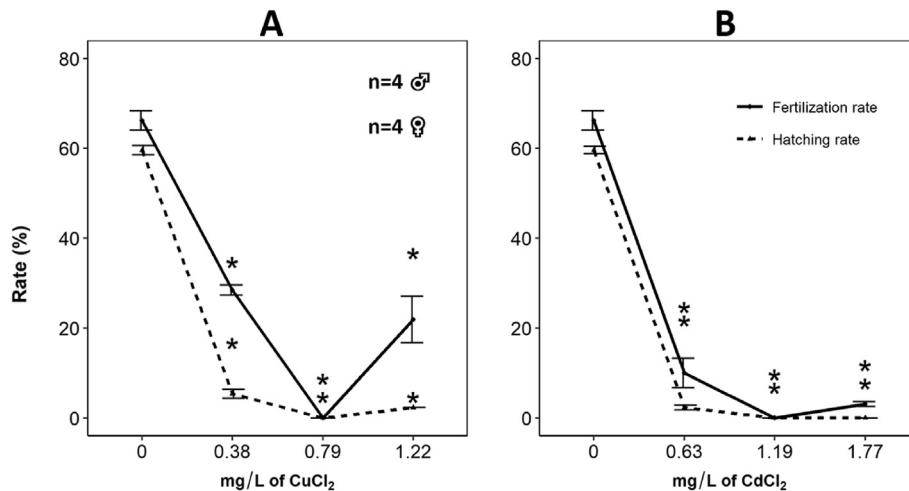 A
B
n=4 ♂
n=4 ♀
Fertilization rate
Hatching rate
Rate (%)
80
60
40
20
0
80
60
40
20
0
*
*
*
*
*
*
*
*
*
*
*
*
0 0.38 0.79 1.22
0 0.63 1.19 1.77
mg/L of CuCl₂
mg/L of CdCl₂